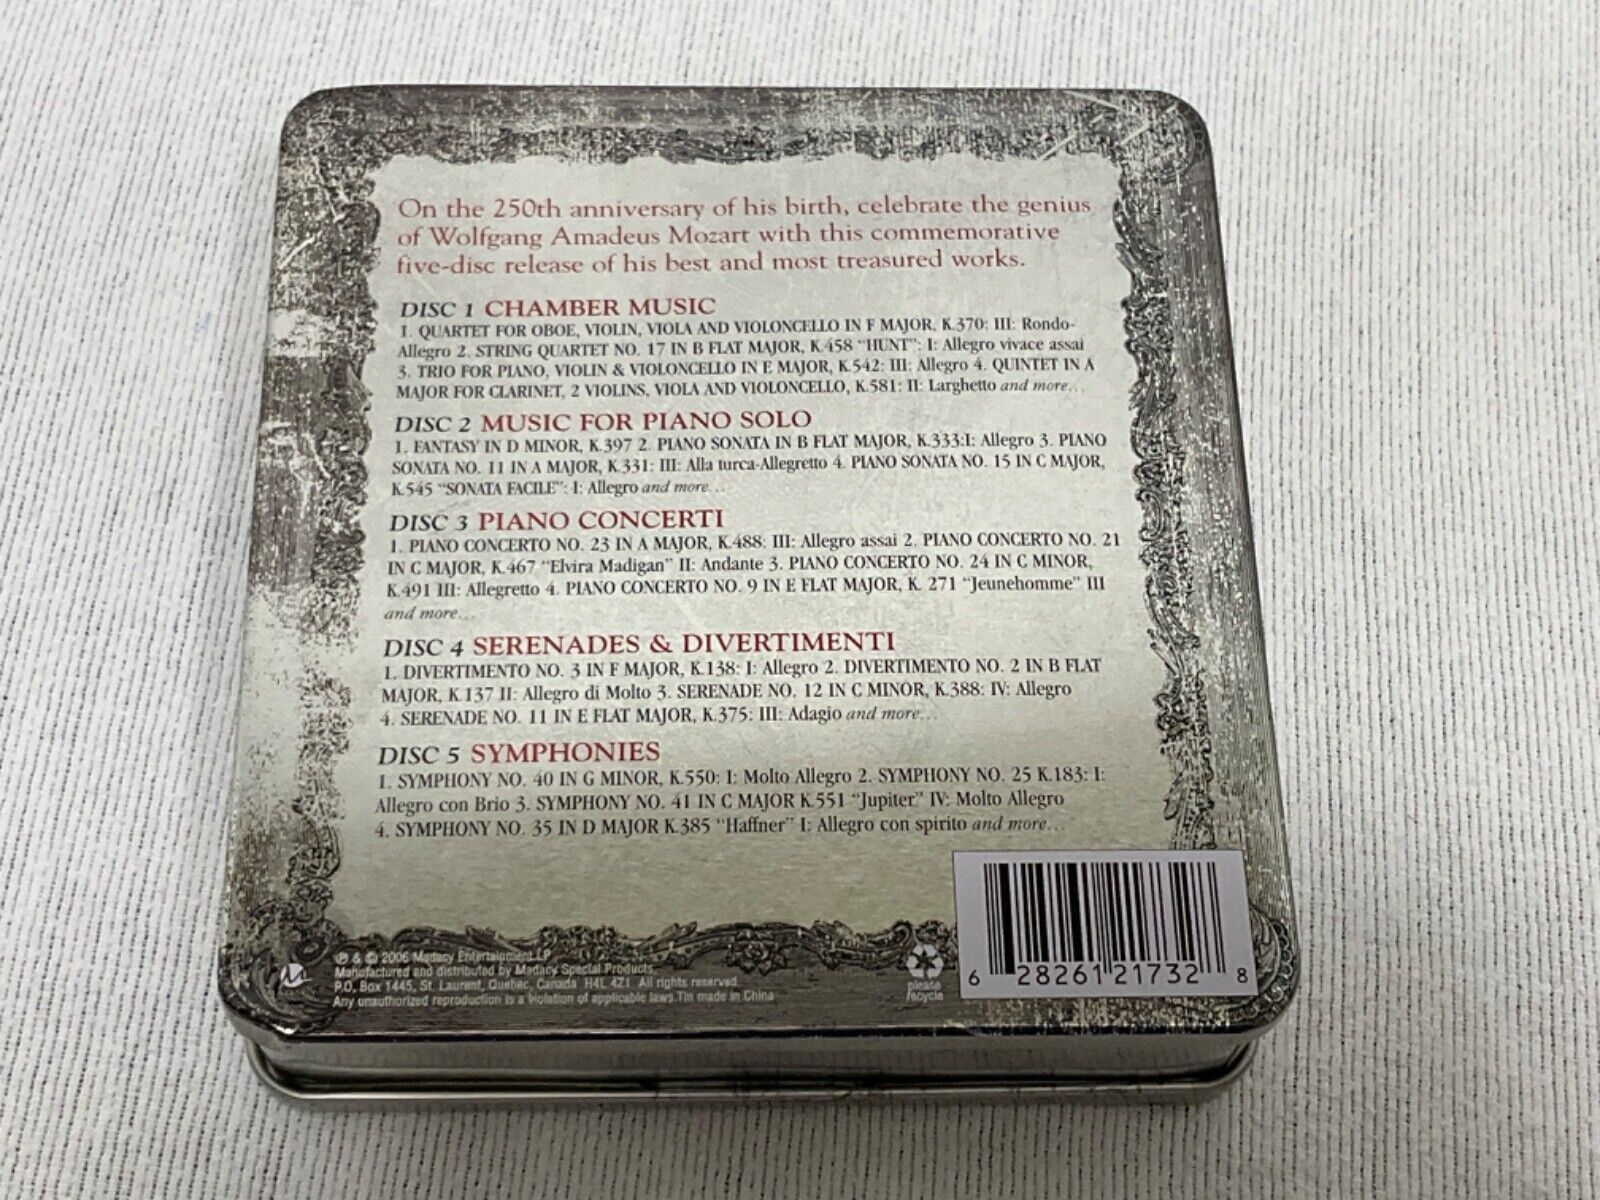 On the 250th anniversary of his birth, celebrate the genius
of Wolfgang Amadeus Mozart with this commemorative
five-disc release of his best and most treasured works.
DISC 1 CHAMBER MUSIC
1. QUARTET FOR OBOE, VIOLIN, VIOLA AND VIOLONCELLO IN F MAJOR, K.370: III: Rondo-
Allegro 2. STRING QUARTET NO. 17 IN B FLAT MAJOR, K.458 "HUNT": I: Allegro vivace assai
3. TRIO FOR PIANO, VIOLIN & VIOLONCELLO IN E MAJOR, K.542: III: Allegro 4. QUINTET IN A
MAJOR FOR CLARINET, 2 VIOLINS, VIOLA AND VIOLONCELLO, K.581: II: Larghetto and more...
DISC 2 MUSIC FOR PIANO SOLO
1. FANTASY IN D MINOR, K.397 2. PIANO SONATA IN B FLAT MAJOR, K.333:I: Allegro 3. PIANO
SONATA NO. 11 IN A MAJOR, K.331: III: Alla turca-Allegretto 4. PIANO SONATA NO. 15 IN C MAJOR,
K.545 "SONATA FACILE": I: Allegro and more...
DISC 3 PIANO CONCERTI
1. PIANO CONCERTO NO. 23 IN A MAJOR, K.488: III: Allegro assai 2. PIANO CONCERTO NO. 21
IN C MAJOR, K.467 "Elvira Madigan" II: Andante 3. PIANO CONCERTO NO. 24 IN C MINOR,
K.491 III: Allegretto 4. PIANO CONCERTO NO. 9 IN E FLAT MAJOR, K. 271 "Jeunehomme" III
and more...
DISC 4 SERENADES & DIVERTIMENTI
1. DIVERTIMENTO NO. 3 IN F MAJOR, K.138: I: Allegro 2. DIVERTIMENTO NO. 2 IN B FLAT
MAJOR, K.137 II: Allegro di Molto 3. SERENADE NO. 12 IN C MINOR, K.388: IV: Allegro
4. SERENADE NO. 11 IN E FLAT MAJOR, K.375: III: Adagio and more...
DISC 5 SYMPHONIES
1. SYMPHONY NO. 40 IN G MINOR, K.550: I: Molto Allegro 2. SYMPHONY NO. 25 K.183: I:
Allegro con Brio 3. SYMPHONY NO. 41 IN C MAJOR K.551 "Jupiter" IV: Molto Allegro
4. SYMPHONY NO. 35 IN D MAJOR K.385 "Haffner" I: Allegro con spirito and more...
℗ & © 2006 Madacy Entertainment LP
Manufactured and distributed by Madacy Special Products,
P.O. Box 1445, St. Laurent, Quebec, Canada H4L 4Z1 All rights reserved
Any unauthorized reproduction is a violation of applicable laws.Tin made in China
please
recycle
6 28261 21732 8